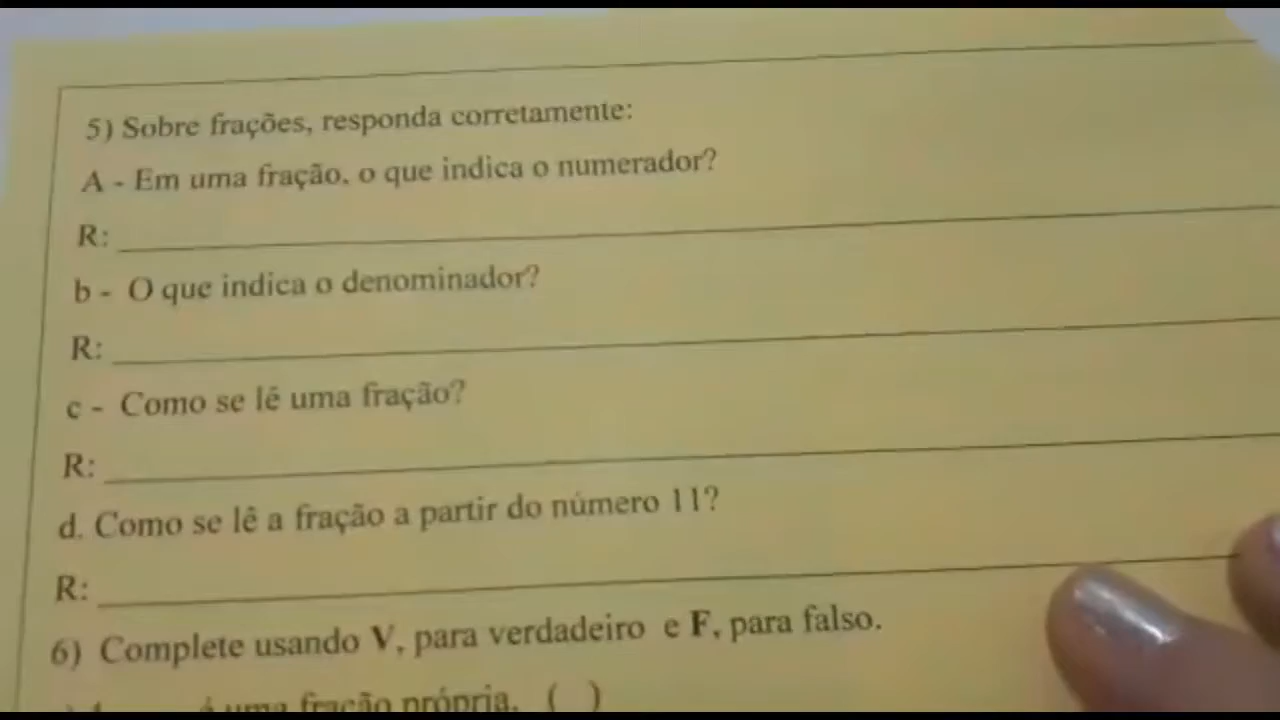 5) Sobre frações, responda corretamente:
A - Em uma fração, o que indica o numerador?
R:
b - O que indica o denominador?
R:
c - Como se lê uma fração?
R:
d. Como se lê a fração a partir do número 11?
R:
6) Complete usando V, para verdadeiro e F, para falso.
é uma fração própria. ( )